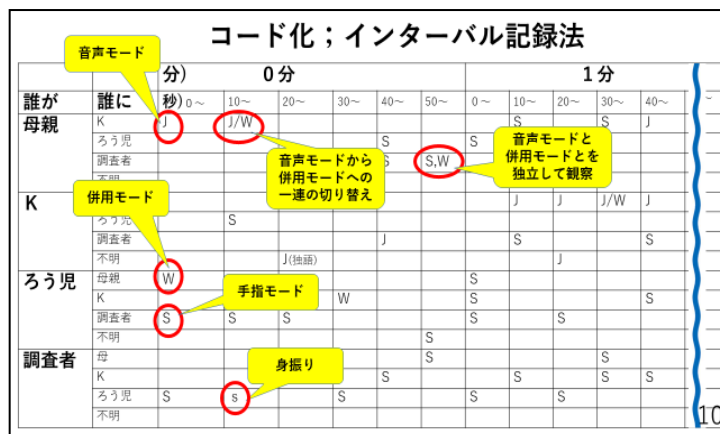 コード化；インターバル記録法
音声モード
分） 0分 1分
誰が 誰に 秒）0～ 10～ 20～ 30～ 40～ 50～ 0～ 10～ 20～ 30～ 40～
母親 K J J/W S S J
ろう児 S S
調査者 S S,W
不明
音声モードから
併用モードへの
一連の切り替え
音声モードと
併用モードとを
独立して観察
併用モード
K J J J/W J
ろう児 S
調査者 J S S
不明 J(独語) J
ろう児 母親 W S
K W S S
手指モード
調査者 S S S S S
不明 S
調査者 母 S S
K S S S S
身振り
ろう児 S s S S S
不明
10